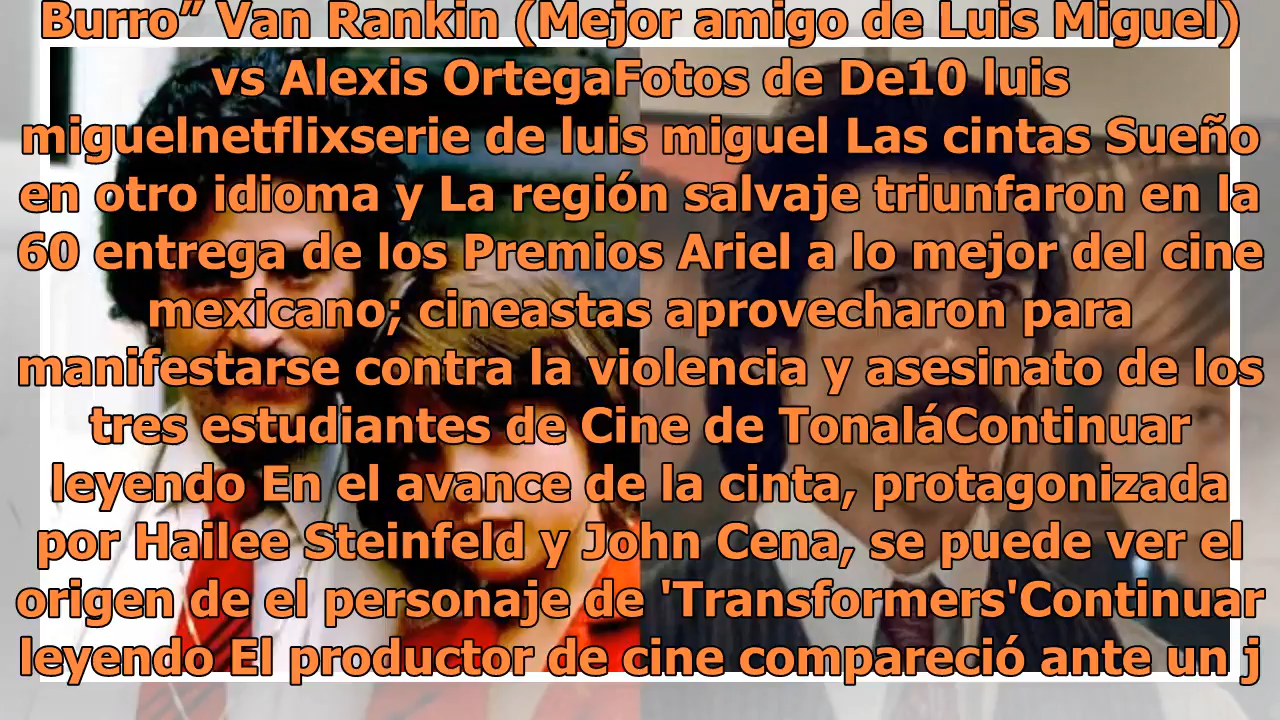 Burro” Van Rankin (Mejor amigo de Luis Miguel)
vs Alexis OrtegaFotos de De10 luis
miguelnetflixserie de luis miguel Las cintas Sueño
en otro idioma y La región salvaje triunfaron en la
60 entrega de los Premios Ariel a lo mejor del cine
mexicano; cineastas aprovecharon para
manifestarse contra la violencia y asesinato de los
tres estudiantes de Cine de TonaláContinuar
leyendo En el avance de la cinta, protagonizada
por Hailee Steinfeld y John Cena, se puede ver el
origen de el personaje de 'Transformers'Continuar
leyendo El productor de cine compareció ante un j